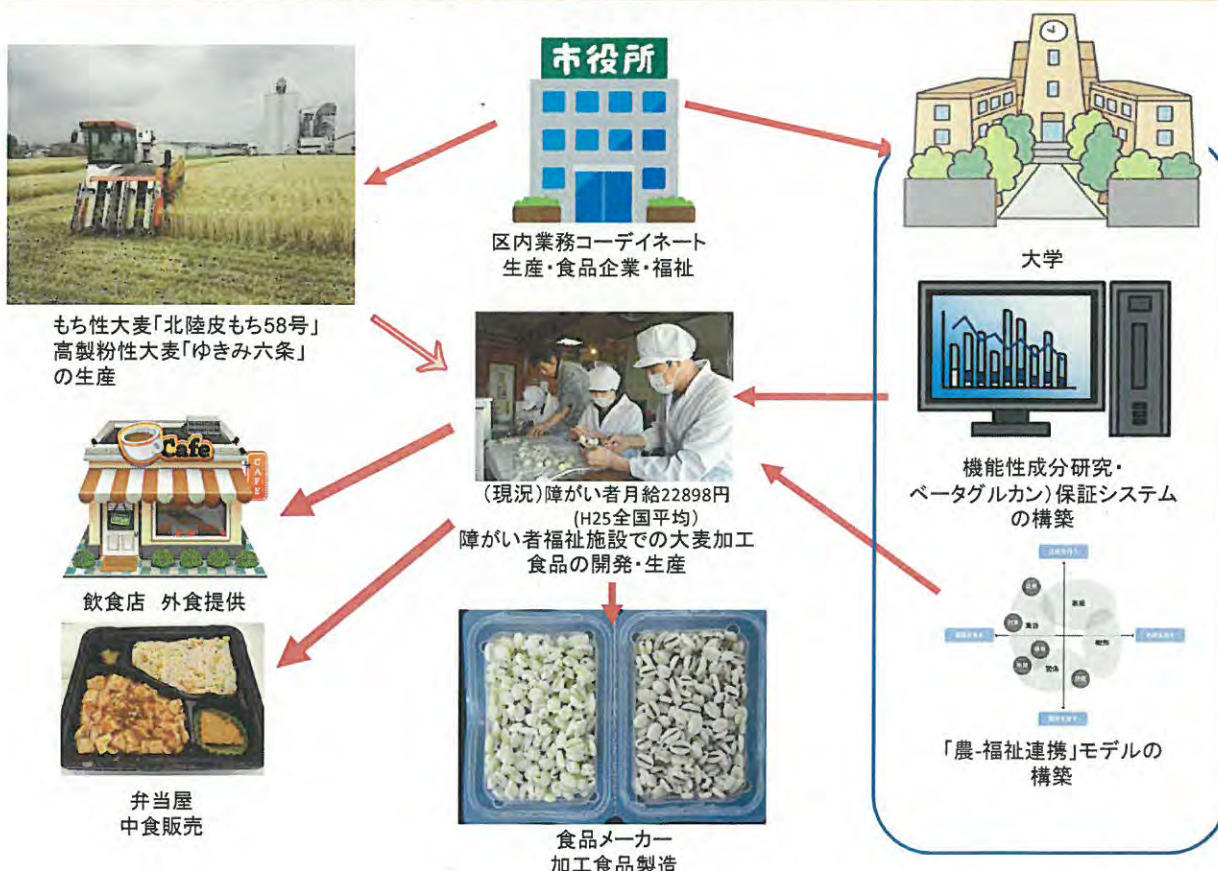 市役所
区内業務コーデイネート
生産・食品企業・福祉
大学
もち性大麦「北陸皮もち58号」
高製粉性大麦「ゆきみ六条」
の生産
Cafe
CAFE
飲食店 外食提供
(現況)障がい者月給22898円
(H25全国平均)
障がい者福祉施設での大麦加工
食品の開発・生産
機能性成分研究・
ベータグルカン)保証システム
の構築
「農-福祉連携」モデルの
構築
弁当屋
中食販売
食品メーカー
加工食品製造